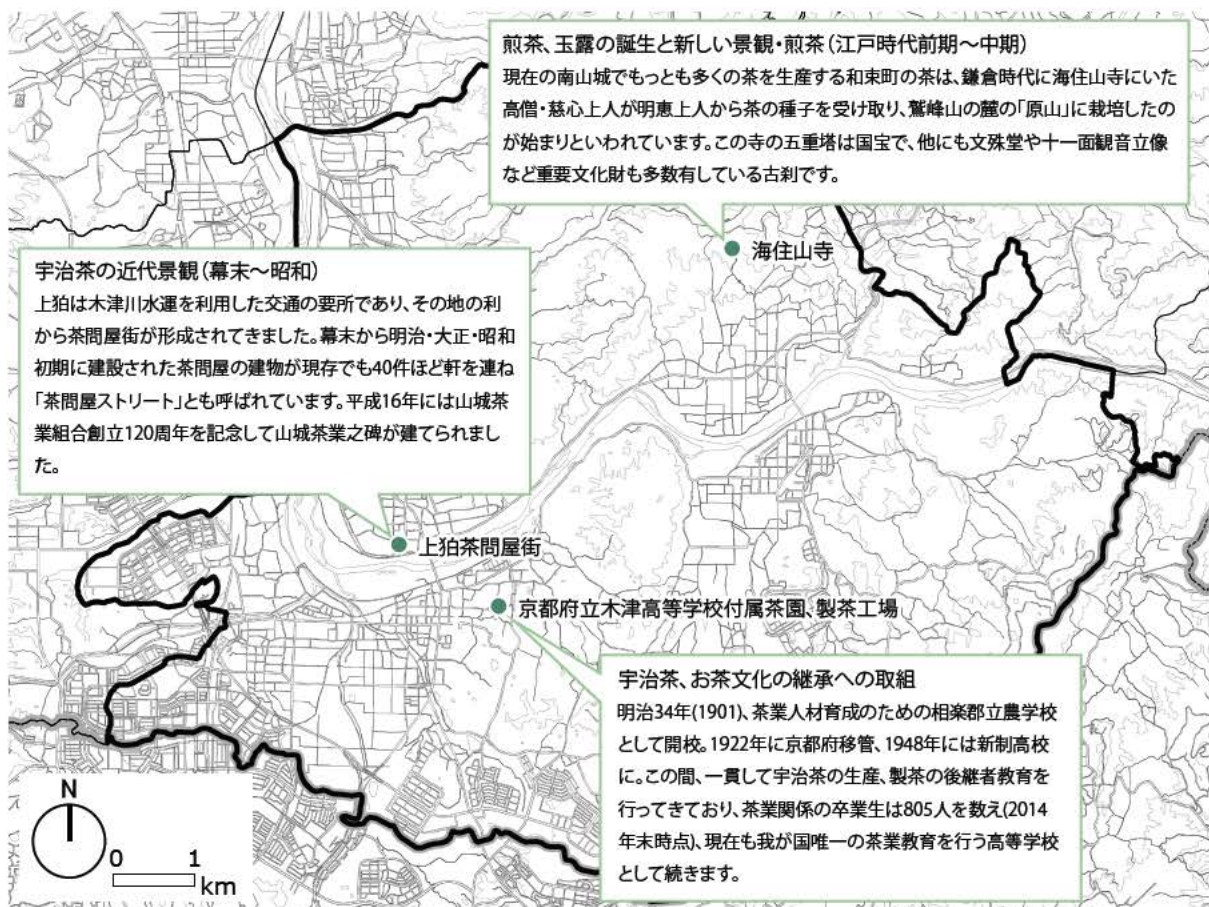 煎茶、玉露の誕生と新しい景観・煎茶(江戸時代前期～中期)
現在の南山城でもっとも多くの茶を生産する和束町の茶は、鎌倉時代に海住山寺にいた
高僧・慈心上人が明恵上人から茶の種子を受け取り、鷲峰山の麓の「原山」に栽培したの
が始まりといわれています。この寺の五重塔は国宝で、他にも文殊堂や十一面観音立像
など重要文化財も多数有している古刹です。
海住山寺
宇治茶の近代景観(幕末～昭和)
上狛は木津川水運を利用した交通の要所であり、その地の利
から茶問屋街が形成されてきました。幕末から明治・大正・昭和
初期に建設された茶問屋の建物が現存でも40件ほど軒を連ね
「茶問屋ストリート」とも呼ばれています。平成16年には山城茶
業組合創立120周年を記念して山城茶業之碑が建てられまし
た。
上狛茶問屋街
京都府立木津高等学校付属茶園、製茶工場
宇治茶、お茶文化の継承への取組
明治34年(1901)、茶業人材育成のための相楽郡立農学校
として開校。1922年に京都府移管、1948年には新制高校
に。この間、一貫して宇治茶の生産、製茶の後継者教育を
行ってきており、茶業関係の卒業生は805人を数え(2014
年末時点)、現在も我が国唯一の茶業教育を行う高等学校
として続きます。
N
0 1
km